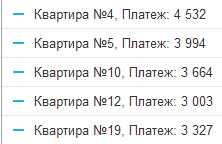 Квартира №4, Платеж: 4 532
Квартира №5, Платеж: 3 994
Квартира №10, Платеж: 3 664
Квартира №12, Платеж: 3 003
Квартира №19, Платеж: 3 327